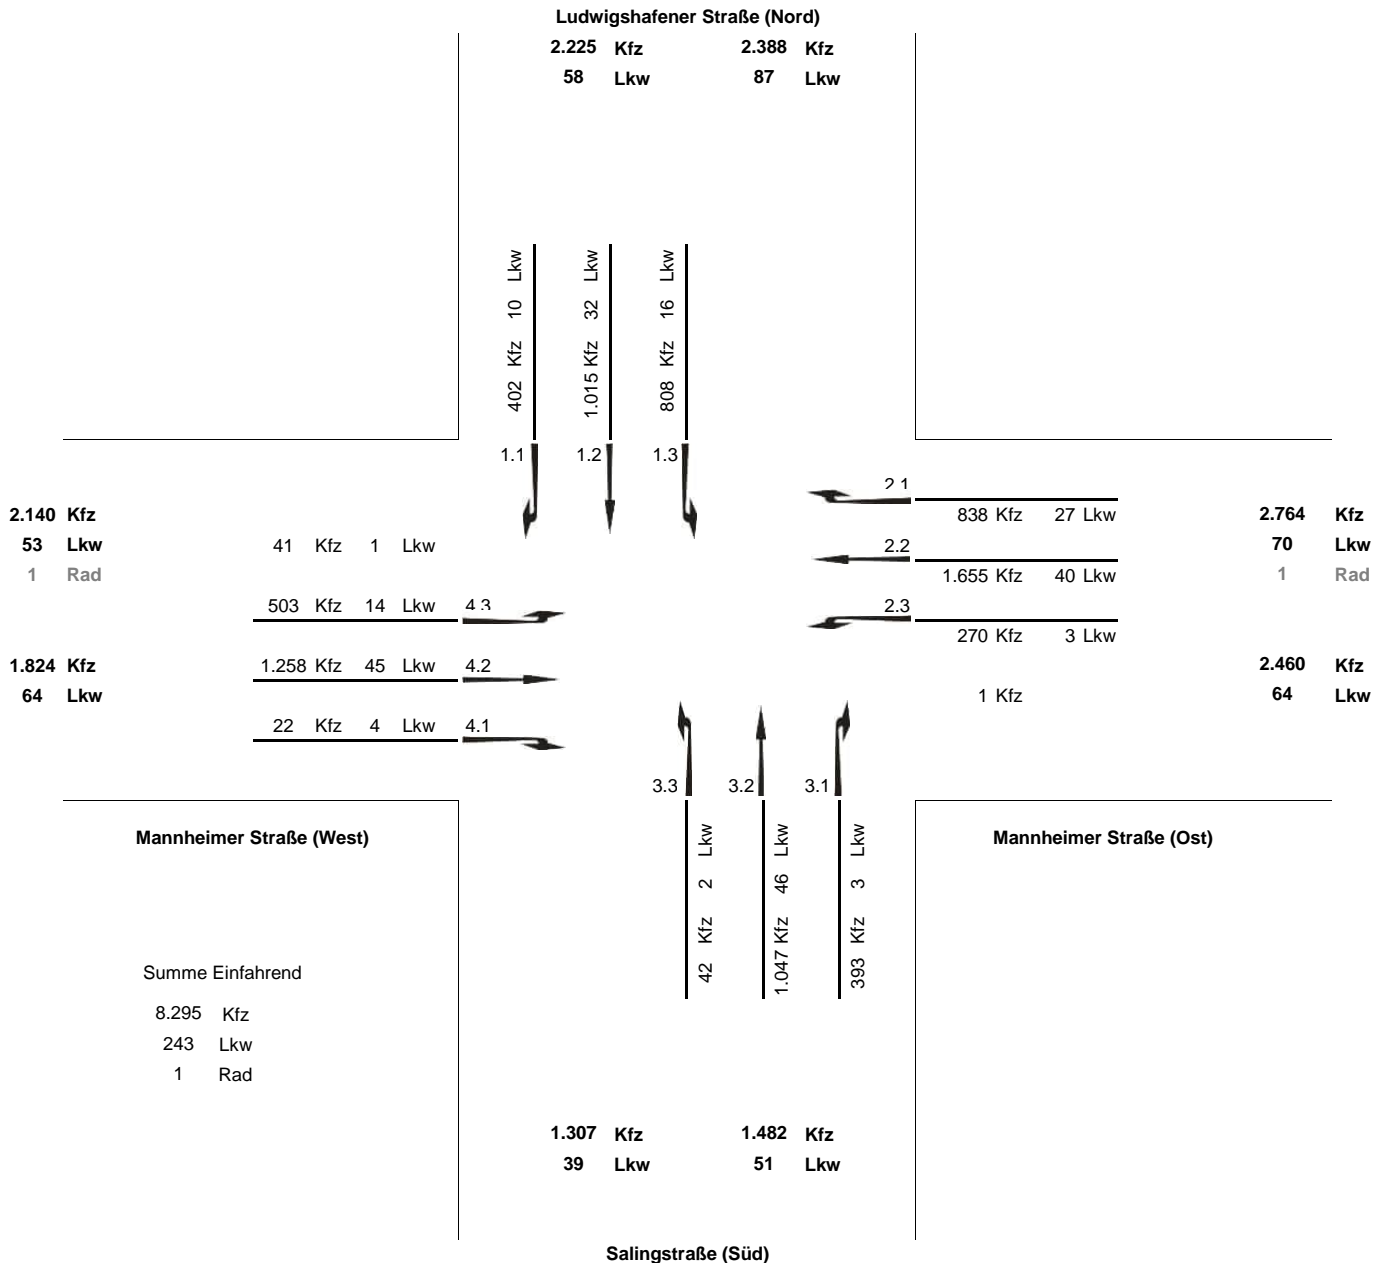 Ludwigshafener Straße (Nord)
2.225 Kfz 2.388 Kfz
58 Lkw 87 Lkw
402 Kfz 10 Lkw
1.015 Kfz 32 Lkw
808 Kfz 16 Lkw
1.1 1.2 1.3
2.1
838 Kfz 27 Lkw
2.140 Kfz
53 Lkw
1 Rad
41 Kfz 1 Lkw
2.2
1.655 Kfz 40 Lkw
2.764 Kfz
70 Lkw
1 Rad
503 Kfz 14 Lkw 4.3
2.3
270 Kfz 3 Lkw
1.824 Kfz
64 Lkw
1.258 Kfz 45 Lkw 4.2
2.460 Kfz
64 Lkw
1 Kfz
22 Kfz 4 Lkw 4.1
3.3 3.2 3.1
42 Kfz 2 Lkw
1.047 Kfz 46 Lkw
393 Kfz 3 Lkw
Mannheimer Straße (West)
Mannheimer Straße (Ost)
Summe Einfahrend
8.295 Kfz
243 Lkw
1 Rad
1.307 Kfz 1.482 Kfz
39 Lkw 51 Lkw
Salingstraße (Süd)